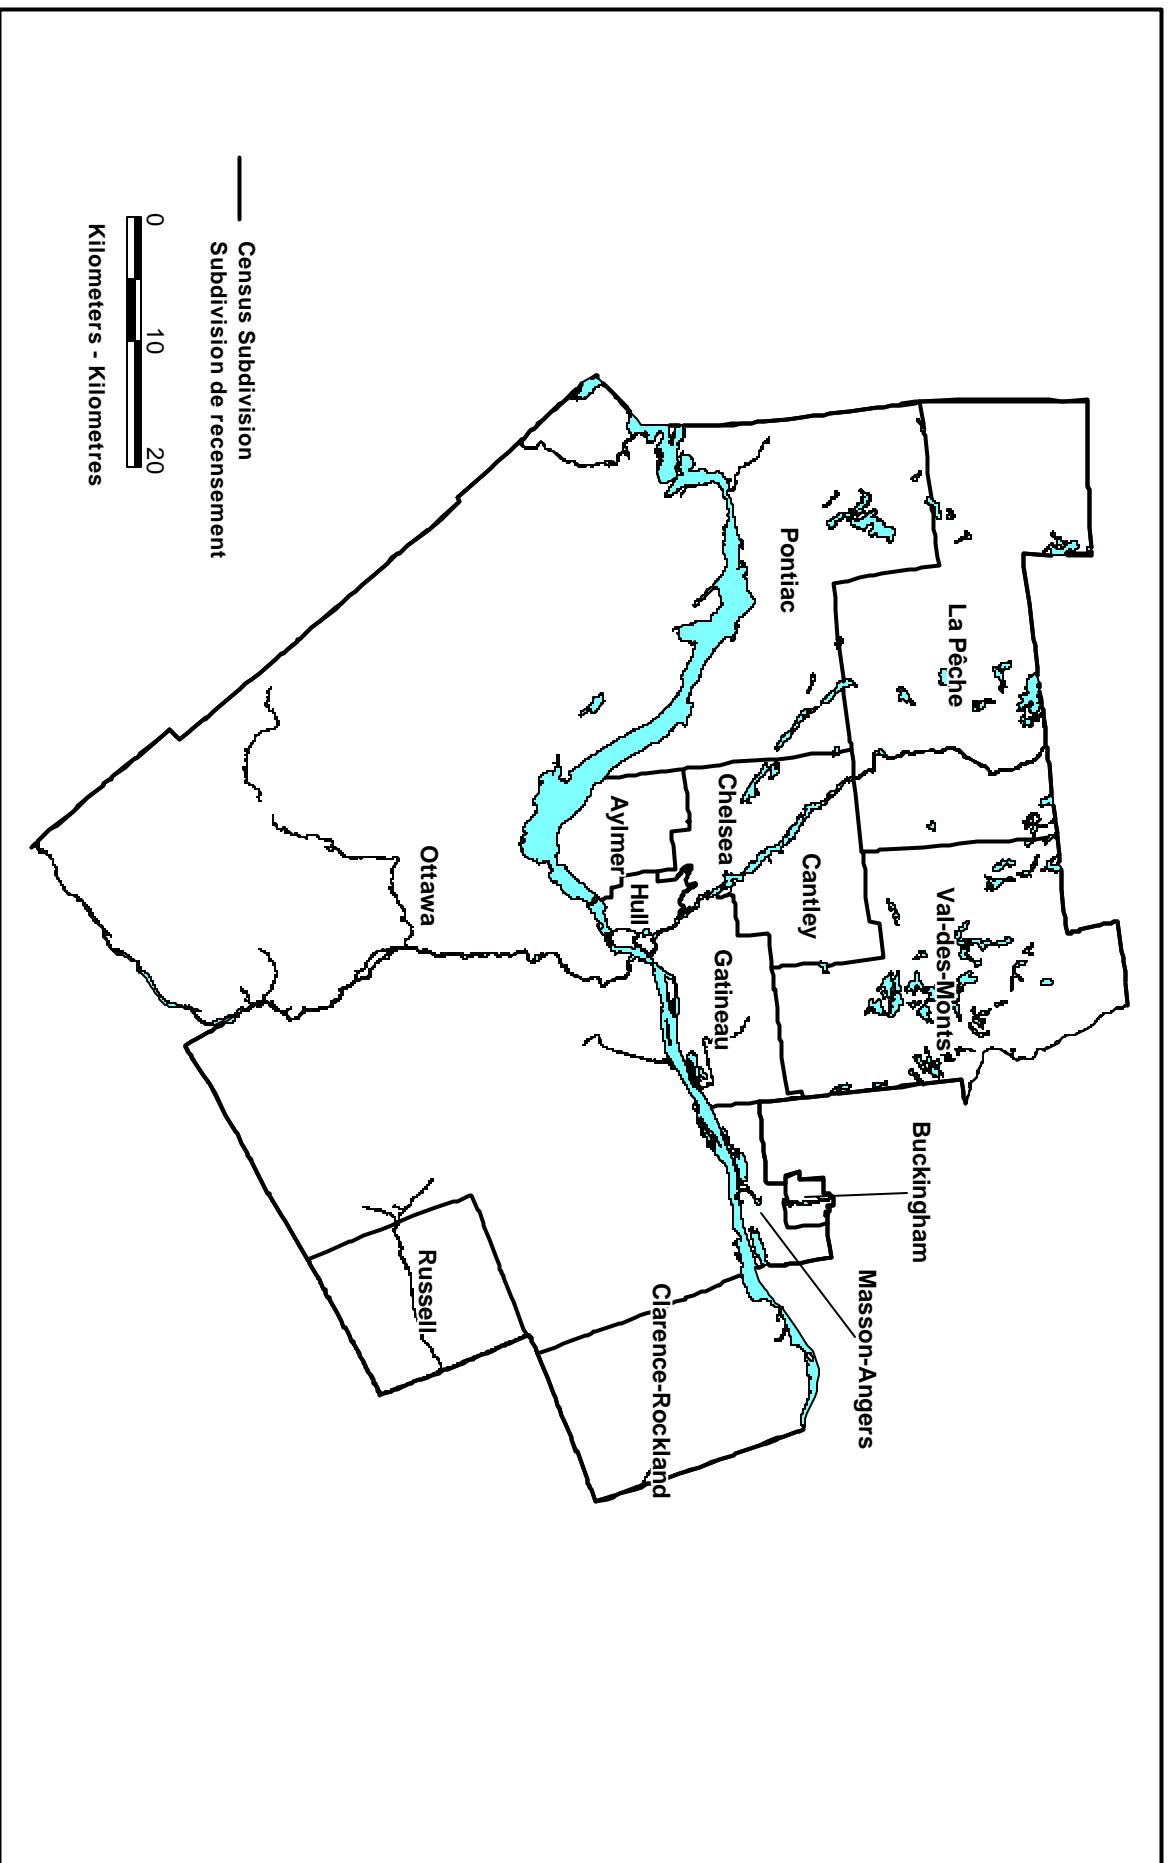 La Pêche
Val-des-Monts
Buckingham
Masson-Angers
Pontiac
Chelsea
Cantley
Gatineau
Aylmer
Hull
Clarence-Rockland
Ottawa
Russell
Census Subdivision
Subdivision de recensement
0 10 20
Kilometers - Kilometres